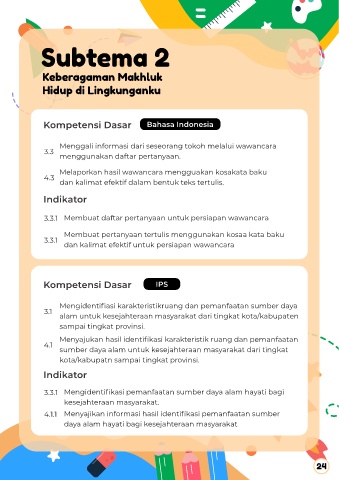 Subtema 2
Keberagaman Makhluk
Hidup di Lingkunganku
Kompetensi Dasar Bahasa Indonesia
3.3 Menggali informasi dari seseorang tokoh melalui wawancara
menggunakan daftar pertanyaan.
4.3 Melaporkan hasil wawancara mengguakan kosakata baku
dan kalimat efektif dalam bentuk teks tertulis.
Indikator
3.3.1 Membuat daftar pertanyaan untuk persiapan wawancara
3.3.1 Membuat pertanyaan tertulis menggunakan kosaa kata baku
dan kalimat efektif untuk persiapan wawancara
Kompetensi Dasar IPS
3.1 Mengidentifiasi karakteristikruang dan pemanfaatan sumber daya
alam untuk kesejahteraan masyarakat dari tingkat kota/kabupaten
sampai tingkat provinsi.
4.1 Menyajukan hasil identifikasi karakteristik ruang dan pemanfaatan
sumber daya alam untuk kesejahteraan masyarakat dari tingkat
kota/kabupatn sampai tingkat provinsi.
Indikator
3.3.1 Mengidentifikasi pemanfaatan sumber daya alam hayati bagi
kesejahteraan masyarakat.
4.1.1 Menyajikan informasi hasil identifikasi pemanfaatan sumber
daya alam hayati bagi kesejahteraan masyarakat
24